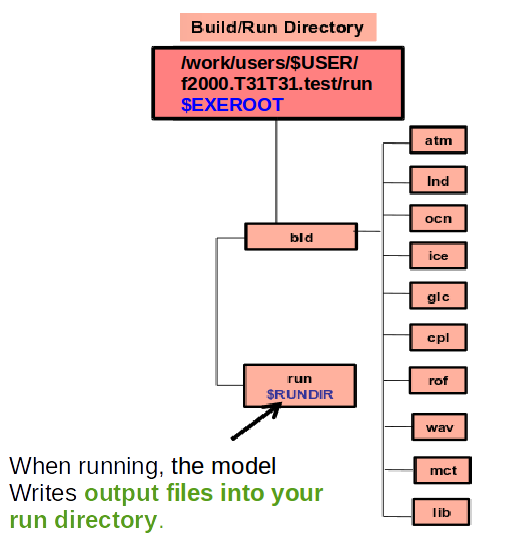 Build/Run Directory
/work/users/$USER/
f2000.T31T31.test/run
$EXEROOT
atm
lnd
ocn
bld
ice
glc
cpl
run
$RUNDIR
rof
wav
When running, the model
Writes output files into your
run directory.
mct
lib